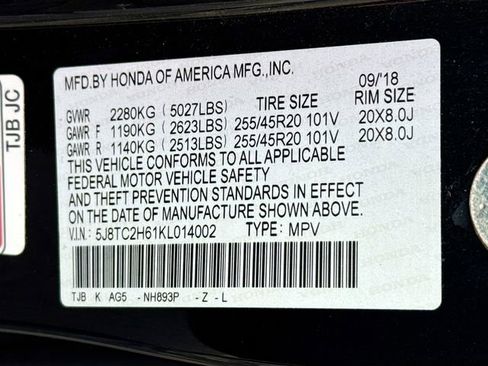 MFD.BY HONDA OF AMERICA MFG.,INC. 09/'18
GVWR 2280KG (5027LBS) TIRE SIZE RIM SIZE
GAWR F 1190KG (2623LBS) 255/45R20 101V 20X8.0J
GAWR R 1140KG (2513LBS) 255/45R20 101V 20X8.0J
THIS VEHICLE CONFORMS TO ALL APPLICABLE
FEDERAL MOTOR VEHICLE SAFETY
AND THEFT PREVENTION STANDARDS IN EFFECT
ON DATE OF MANUFACTURE SHOWN ABOVE.
V.I.N.: 5J8TC2H61KL014002 TYPE: MPV
TJB K AG5 - NH893P - Z - L
TJB JC